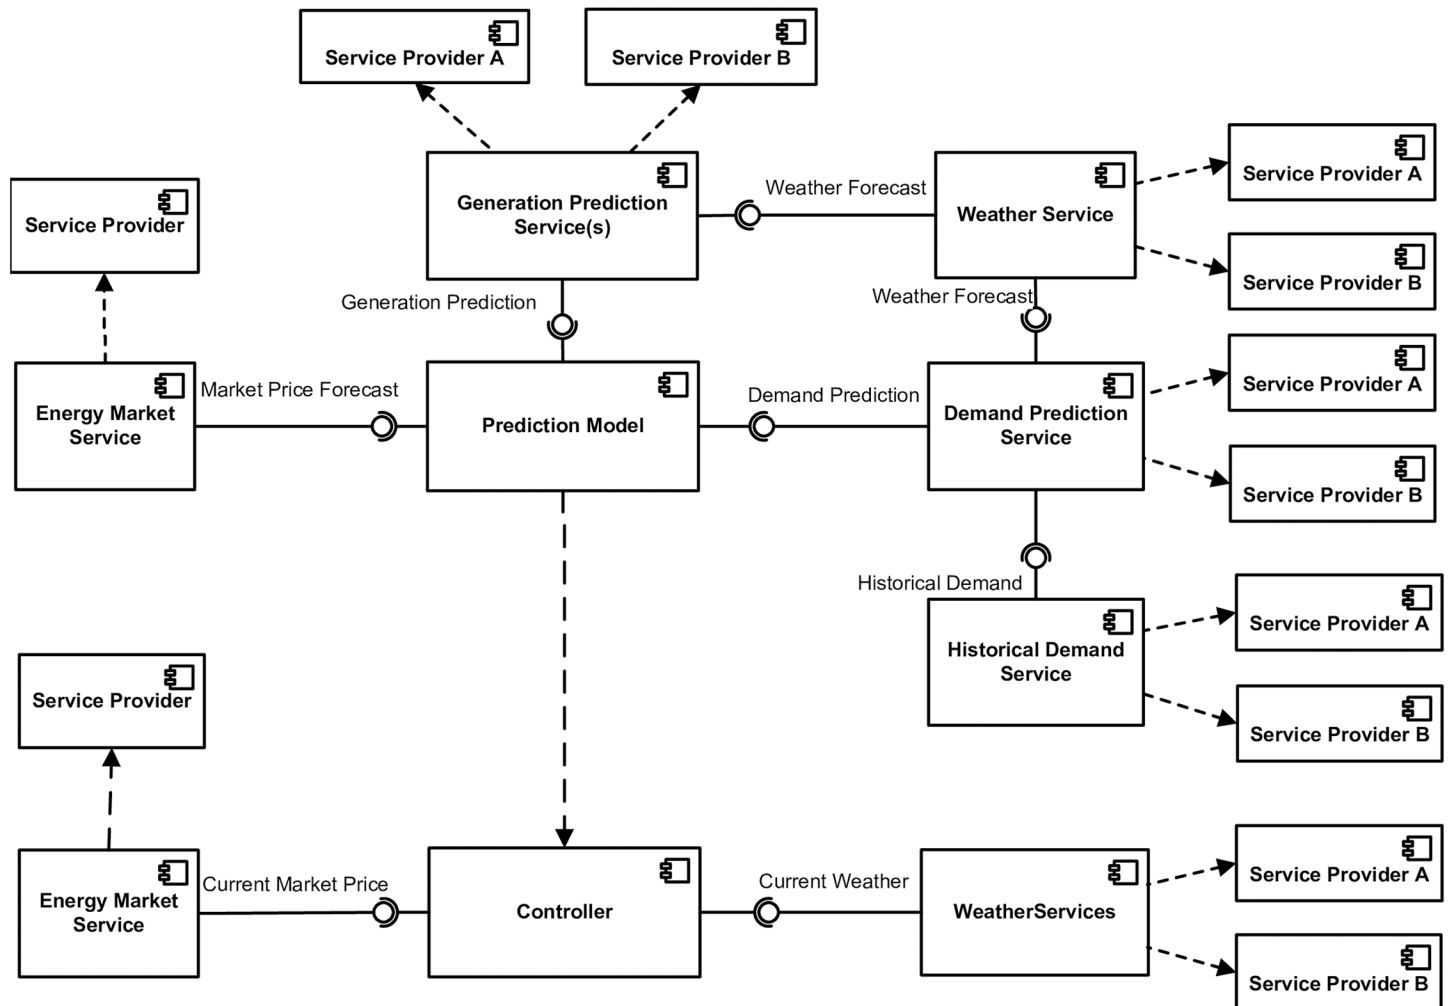 Service Provider A
Service Provider B
Service Provider A
Generation Prediction
Service(s)
Weather Forecast
Weather Service
Service Provider
Service Provider B
Generation Prediction
Weather Forecast
Service Provider A
Market Price Forecast
Energy Market
Service
Prediction Model
Demand Prediction
Demand Prediction
Service
Service Provider B
Historical Demand
Service Provider A
Historical Demand
Service
Service Provider
Service Provider B
Current Market Price
Current Weather
Service Provider A
Energy Market
Service
Controller
WeatherServices
Service Provider B